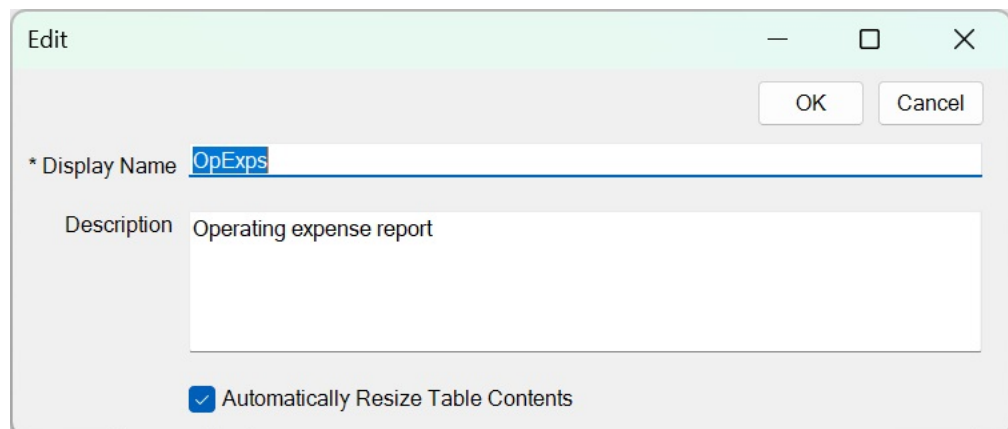 Edit
OK Cancel
* Display Name OpExps
Description Operating expense report
Automatically Resize Table Contents